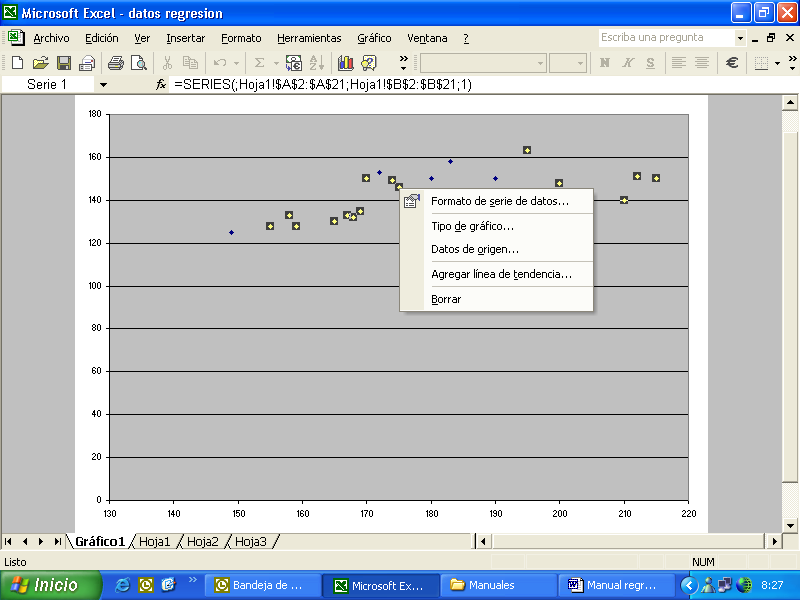 Microsoft Excel - datos regresion
Archivo Edición Ver Insertar Formato Herramientas Gráfico Ventana ? Escriba una pregunta
N K S €
Serie 1 fx =SERIES(;Hoja1!$A$2:$A$21;Hoja1!$B$2:$B$21;1)
180
160
140
120
100
80
60
40
20
0
130 140 150 160 170 180 190 200 210 220
Formato de serie de datos...
Tipo de gráfico...
Datos de origen...
Agregar línea de tendencia...
Borrar
Gráfico1 Hoja1 Hoja2 Hoja3
Listo NUM
Inicio Bandeja de ... Microsoft Ex... Manuales Manual regr... 8:27